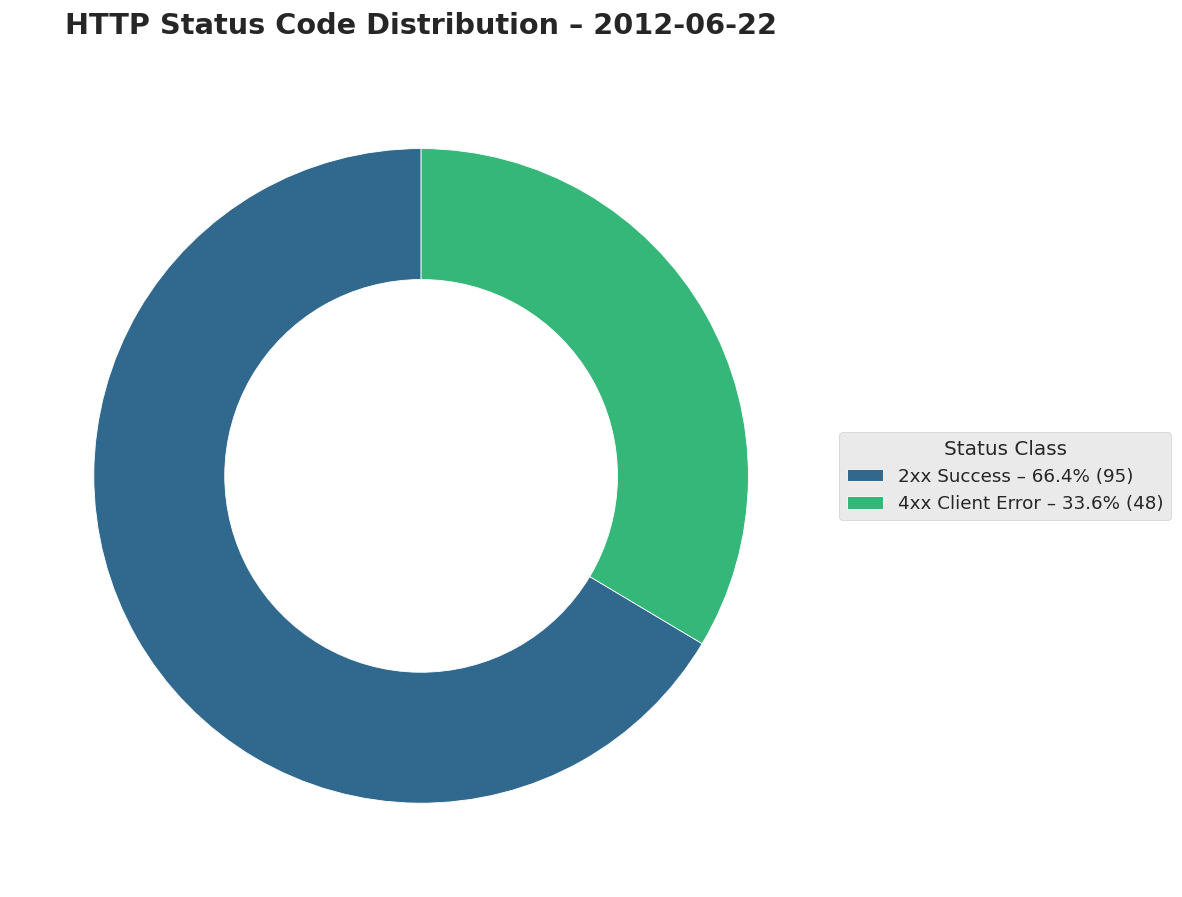 HTTP Status Code Distribution – 2012-06-22
Status Class
2xx Success – 66.4% (95)
4xx Client Error – 33.6% (48)